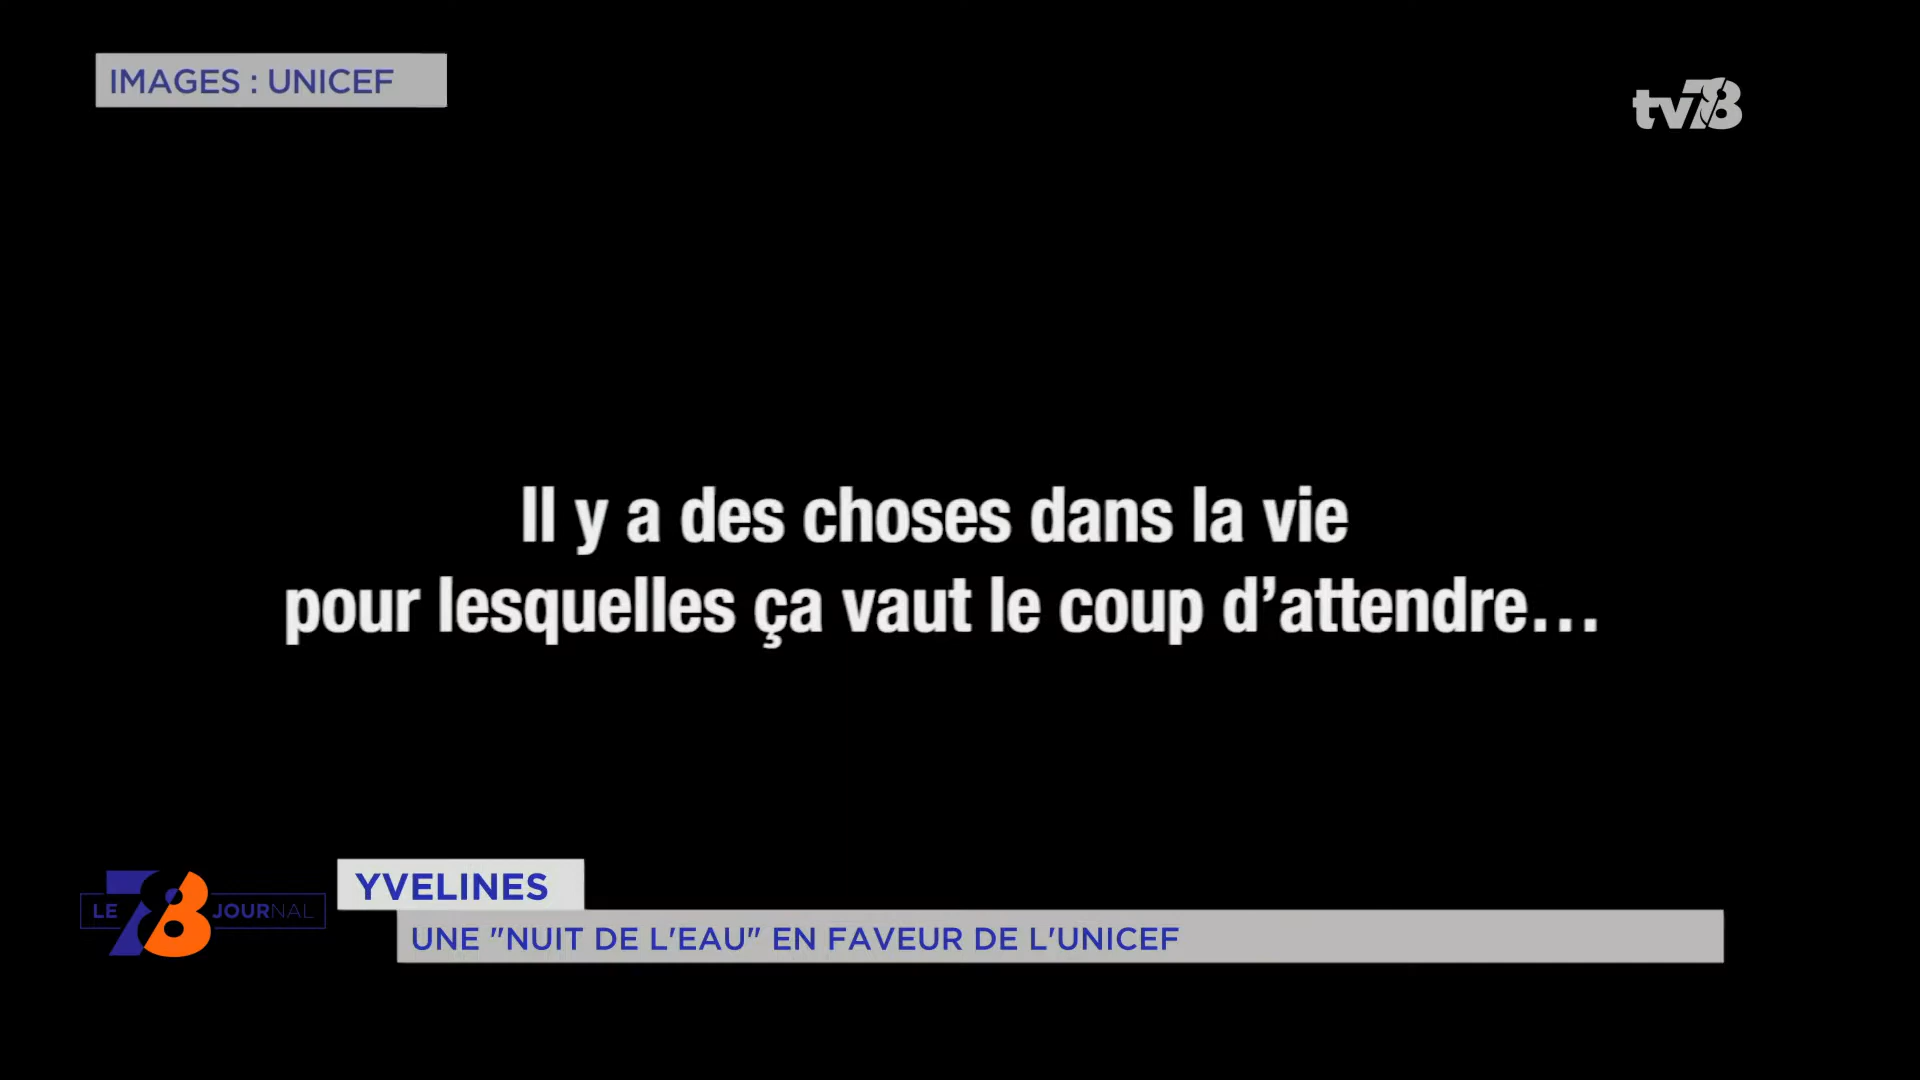 IMAGES : UNICEF
tv78
Il y a des choses dans la vie
pour lesquelles ça vaut le coup d’attendre…
YVELINES
LE 78 JOURNAL
UNE "NUIT DE L'EAU" EN FAVEUR DE L'UNICEF